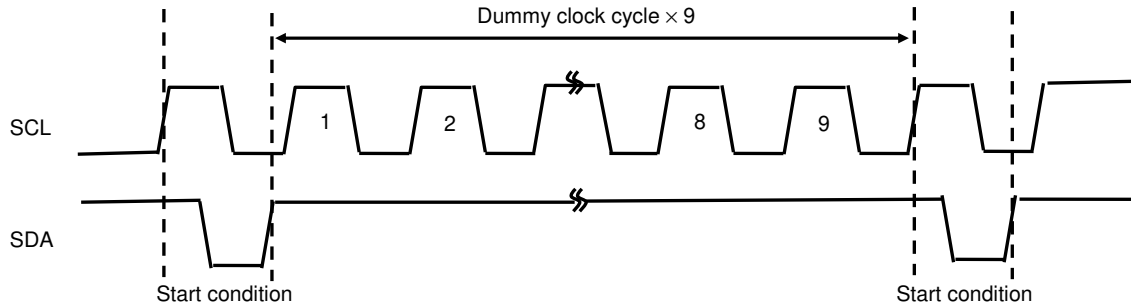 Dummy clock cycle × 9
SCL
1 2 8 9
SDA
Start condition Start condition